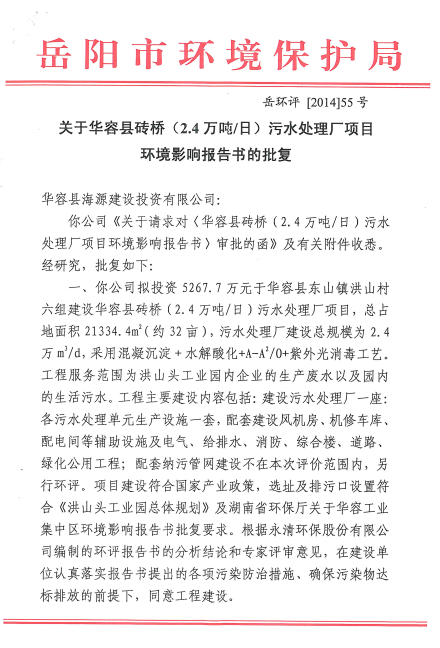 岳阳市环境保护局
岳环评 [2014]55 号
关于华容县砖桥（2.4 万吨/日）污水处理厂项目
环境影响报告书的批复
华容县海源建设投资有限公司：
你公司《关于请求对〈华容县砖桥（2.4 万吨/日）污水
处理厂项目环境影响报告书〉审批的函》及有关附件收悉。
经研究，批复如下：
一、你公司拟投资 5267.7 万元于华容县东山镇洪山村
六组建设华容县砖桥（2.4 万吨/日）污水处理厂项目，总占
地面积 21334.4m²(约 32 亩)，污水处理厂建设总规模为 2.4
万 m³/d，采用混凝沉淀＋水解酸化+A-A²/O+紫外光消毒工艺。
工程服务范围为洪山头工业园内企业的生产废水以及园内
的生活污水。工程主要建设内容包括：建设污水处理厂一座：
各污水处理单元生产设施一套，配套建设风机房、机修车库、
配电间等辅助设施及电气、给排水、消防、综合楼、道路、
绿化公用工程；配套纳污管网建设不在本次评价范围内，另
行环评。项目建设符合国家产业政策，选址及排污口设置符
合《洪山头工业园总体规划》及湖南省环保厅关于华容工业
集中区环境影响报告书批复要求。根据永清环保股份有限公
司编制的环评报告书的分析结论和专家评审意见，在建设单
位认真落实报告书提出的各项污染防治措施、确保污染物达
标排放的前提下，同意工程建设。